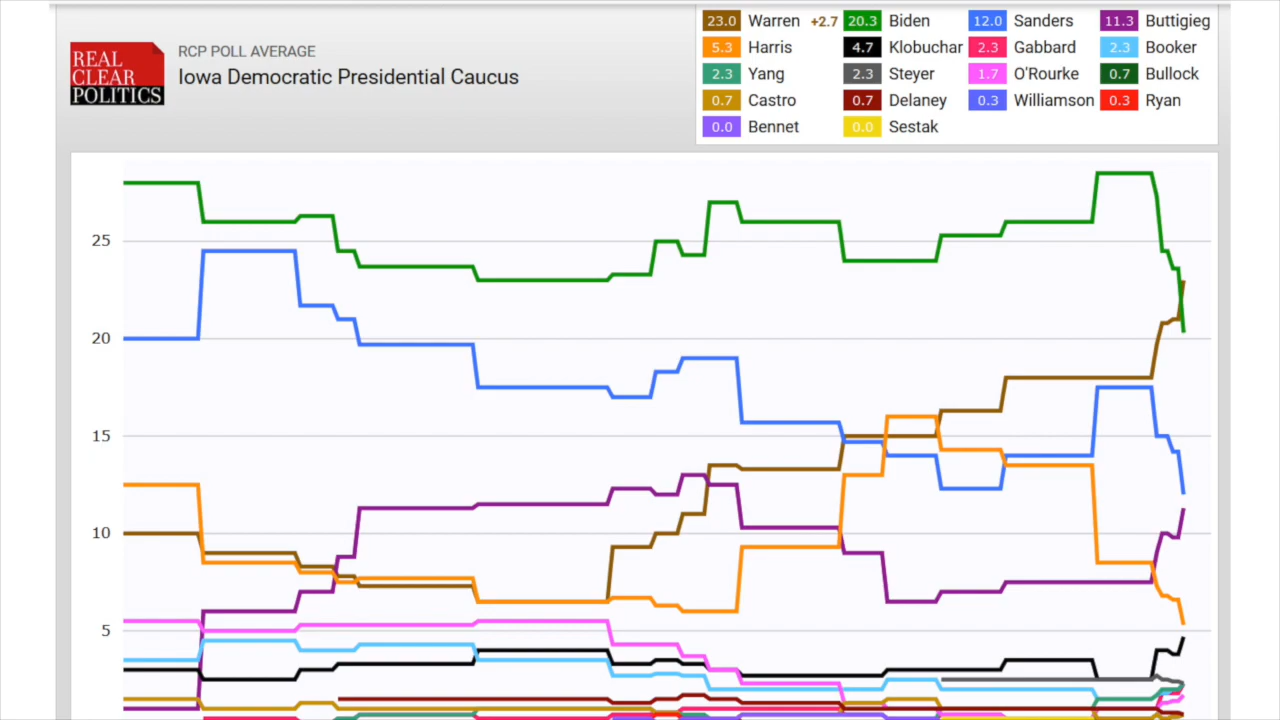 REAL
CLEAR
POLITICS
RCP POLL AVERAGE
Iowa Democratic Presidential Caucus
23.0 Warren +2.7 20.3 Biden 12.0 Sanders 11.3 Buttigieg
5.3 Harris 4.7 Klobuchar 2.3 Gabbard 2.3 Booker
2.3 Yang 2.3 Steyer 1.7 O'Rourke 0.7 Bullock
0.7 Castro 0.7 Delaney 0.3 Williamson 0.3 Ryan
0.0 Bennet 0.0 Sestak
25
20
15
10
5